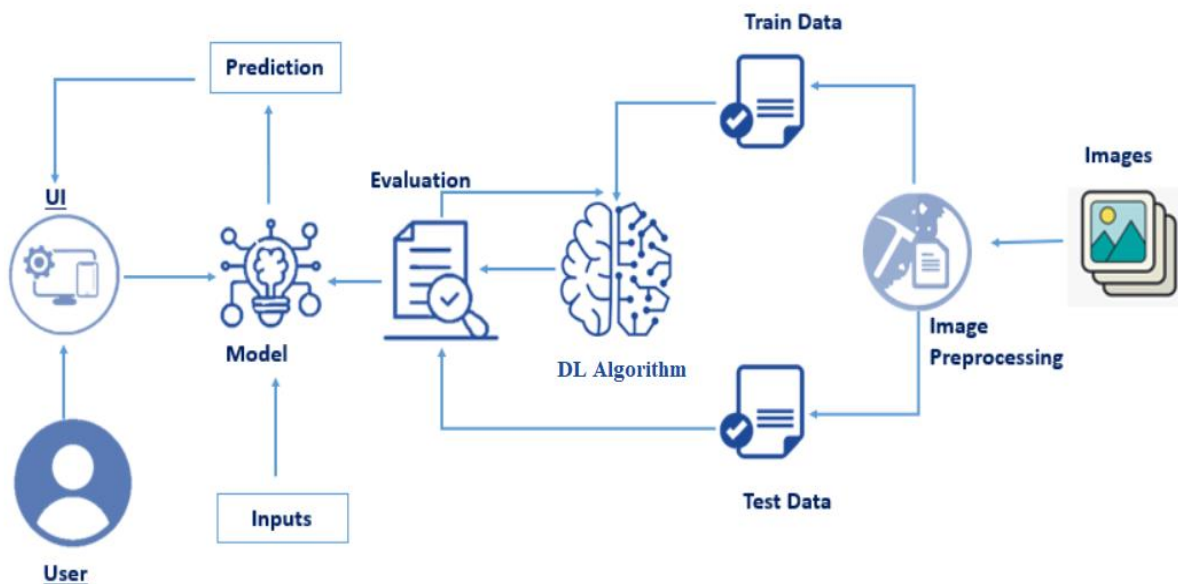 Train Data
Prediction
Images
Evaluation
UI
Image
Preprocessing
Model
DL Algorithm
Inputs
Test Data
User